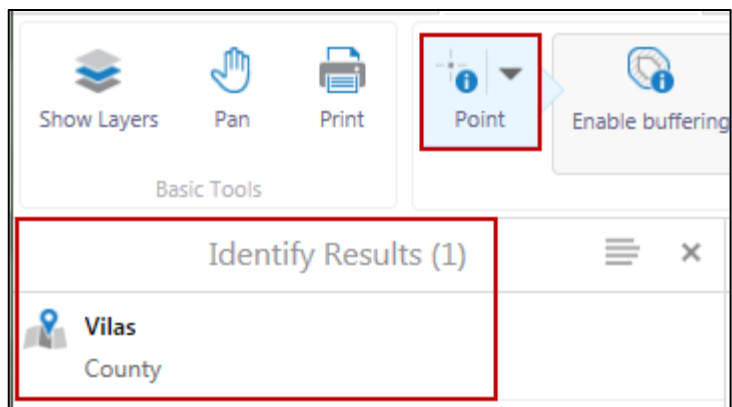 Show Layers Pan Print Point Enable buffering
Basic Tools
Identify Results (1)
Vilas
County